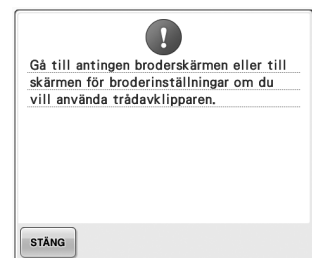 Gå till antingen broderskärmen eller till
skärmen för broderinställningar om du
vill använda trådavklipparen.
STÄNG